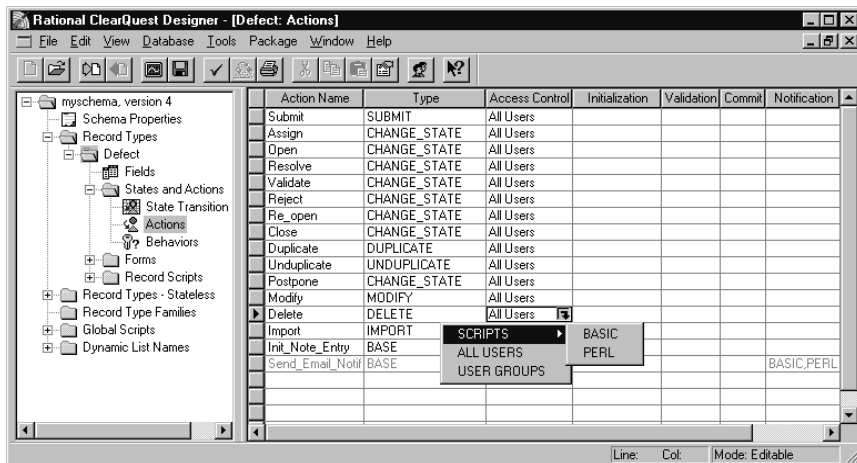 Rational ClearQuest Designer - [Defect: Actions]
File Edit View Database Tools Package Window Help
myschema, version 4
Schema Properties
Record Types
Defect
Fields
States and Actions
State Transition
Actions
Behaviors
Forms
Record Scripts
Record Types - Stateless
Record Type Families
Global Scripts
Dynamic List Names
Action Name Type Access Control Initialization Validation Commit Notification
Submit SUBMIT All Users
Assign CHANGE_STATE All Users
Open CHANGE_STATE All Users
Resolve CHANGE_STATE All Users
Validate CHANGE_STATE All Users
Reject CHANGE_STATE All Users
Re_open CHANGE_STATE All Users
Close CHANGE_STATE All Users
Duplicate DUPLICATE All Users
Unduplicate UNDUPLICATE All Users
Postpone CHANGE_STATE All Users
Modify MODIFY All Users
Delete DELETE All Users
Import IMPORT
Init_Note_Entry BASE
Send_Email_Notif BASE BASIC,PERL
SCRIPTS
ALL USERS
USER GROUPS
BASIC
PERL
Line: Col: Mode: Editable